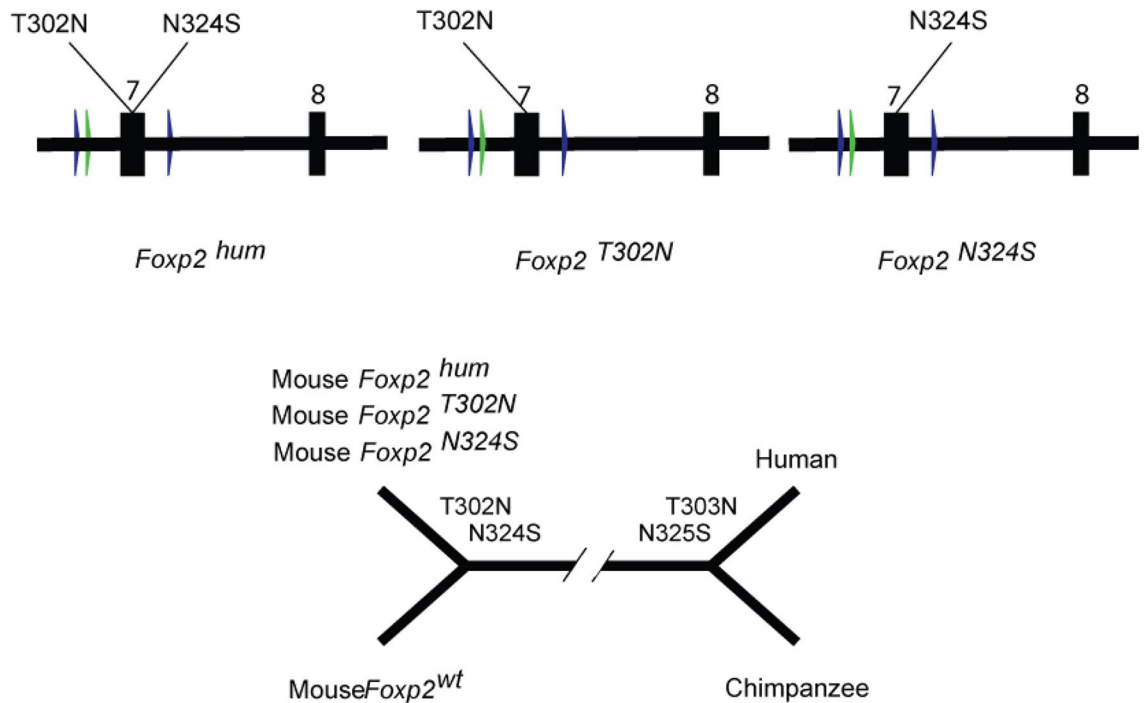 T302N N324S T302N N324S
7 8 7 8 7 8
Foxp2 hum Foxp2 T302N Foxp2 N324S
Mouse Foxp2 hum
Mouse Foxp2 T302N
Mouse Foxp2 N324S
Human
T302N T303N
N324S N325S
MouseFoxp2wt Chimpanzee